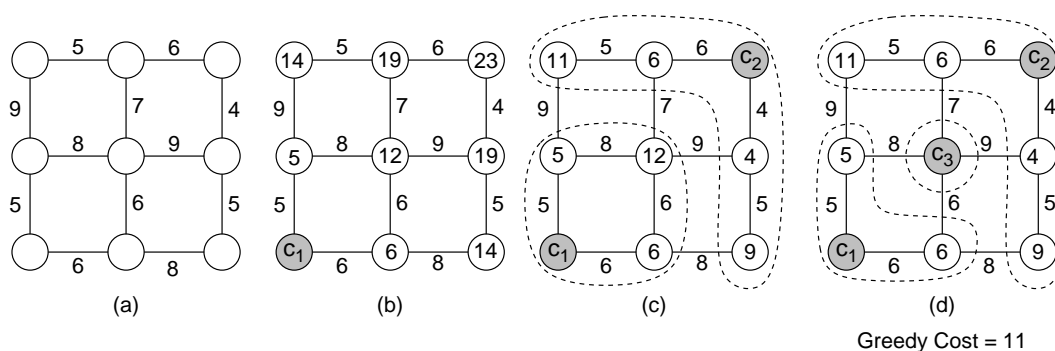 5 6
9 7 4
8 9
5 6 5
6 8
(a)
14 5 19 6 23
9 7 4
5 8 12 9 19
5 6 5
c1 6 6 8 14
(b)
11 5 6 6 c2
9 7 4
5 8 12 9 4
5 6 5
c1 6 6 8 9
(c)
11 5 6 6 c2
9 7 4
5 8 c3 9 4
5 6 5
c1 6 6 8 9
(d)
Greedy Cost = 11